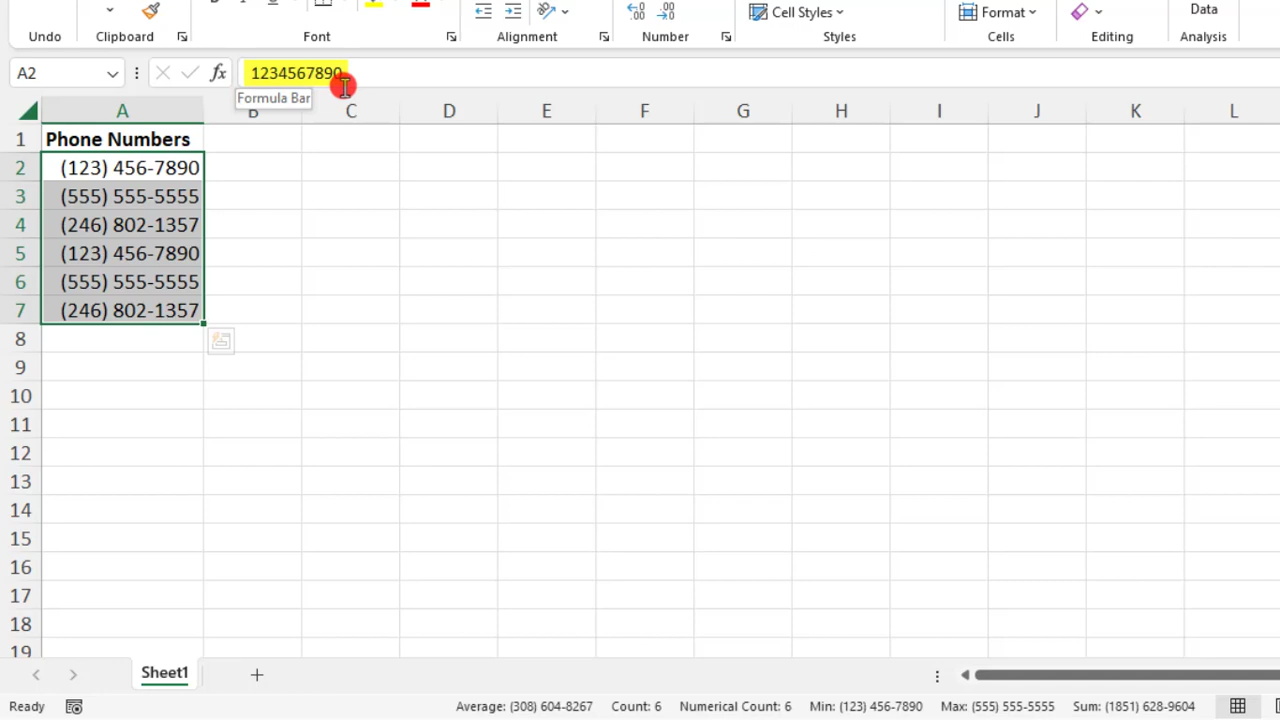 Cell Styles
Format
Data
Undo
Clipboard
Font
Alignment
Number
Styles
Cells
Editing
Analysis
A2
fx
1234567890
Formula Bar
A B C D E F G H I J K L
1 Phone Numbers
2 (123) 456-7890
3 (555) 555-5555
4 (246) 802-1357
5 (123) 456-7890
6 (555) 555-5555
7 (246) 802-1357
8
9
10
11
12
13
14
15
16
17
18
19
Sheet1
Ready
Average: (308) 604-8267 Count: 6 Numerical Count: 6 Min: (123) 456-7890 Max: (555) 555-5555 Sum: (1851) 628-9604